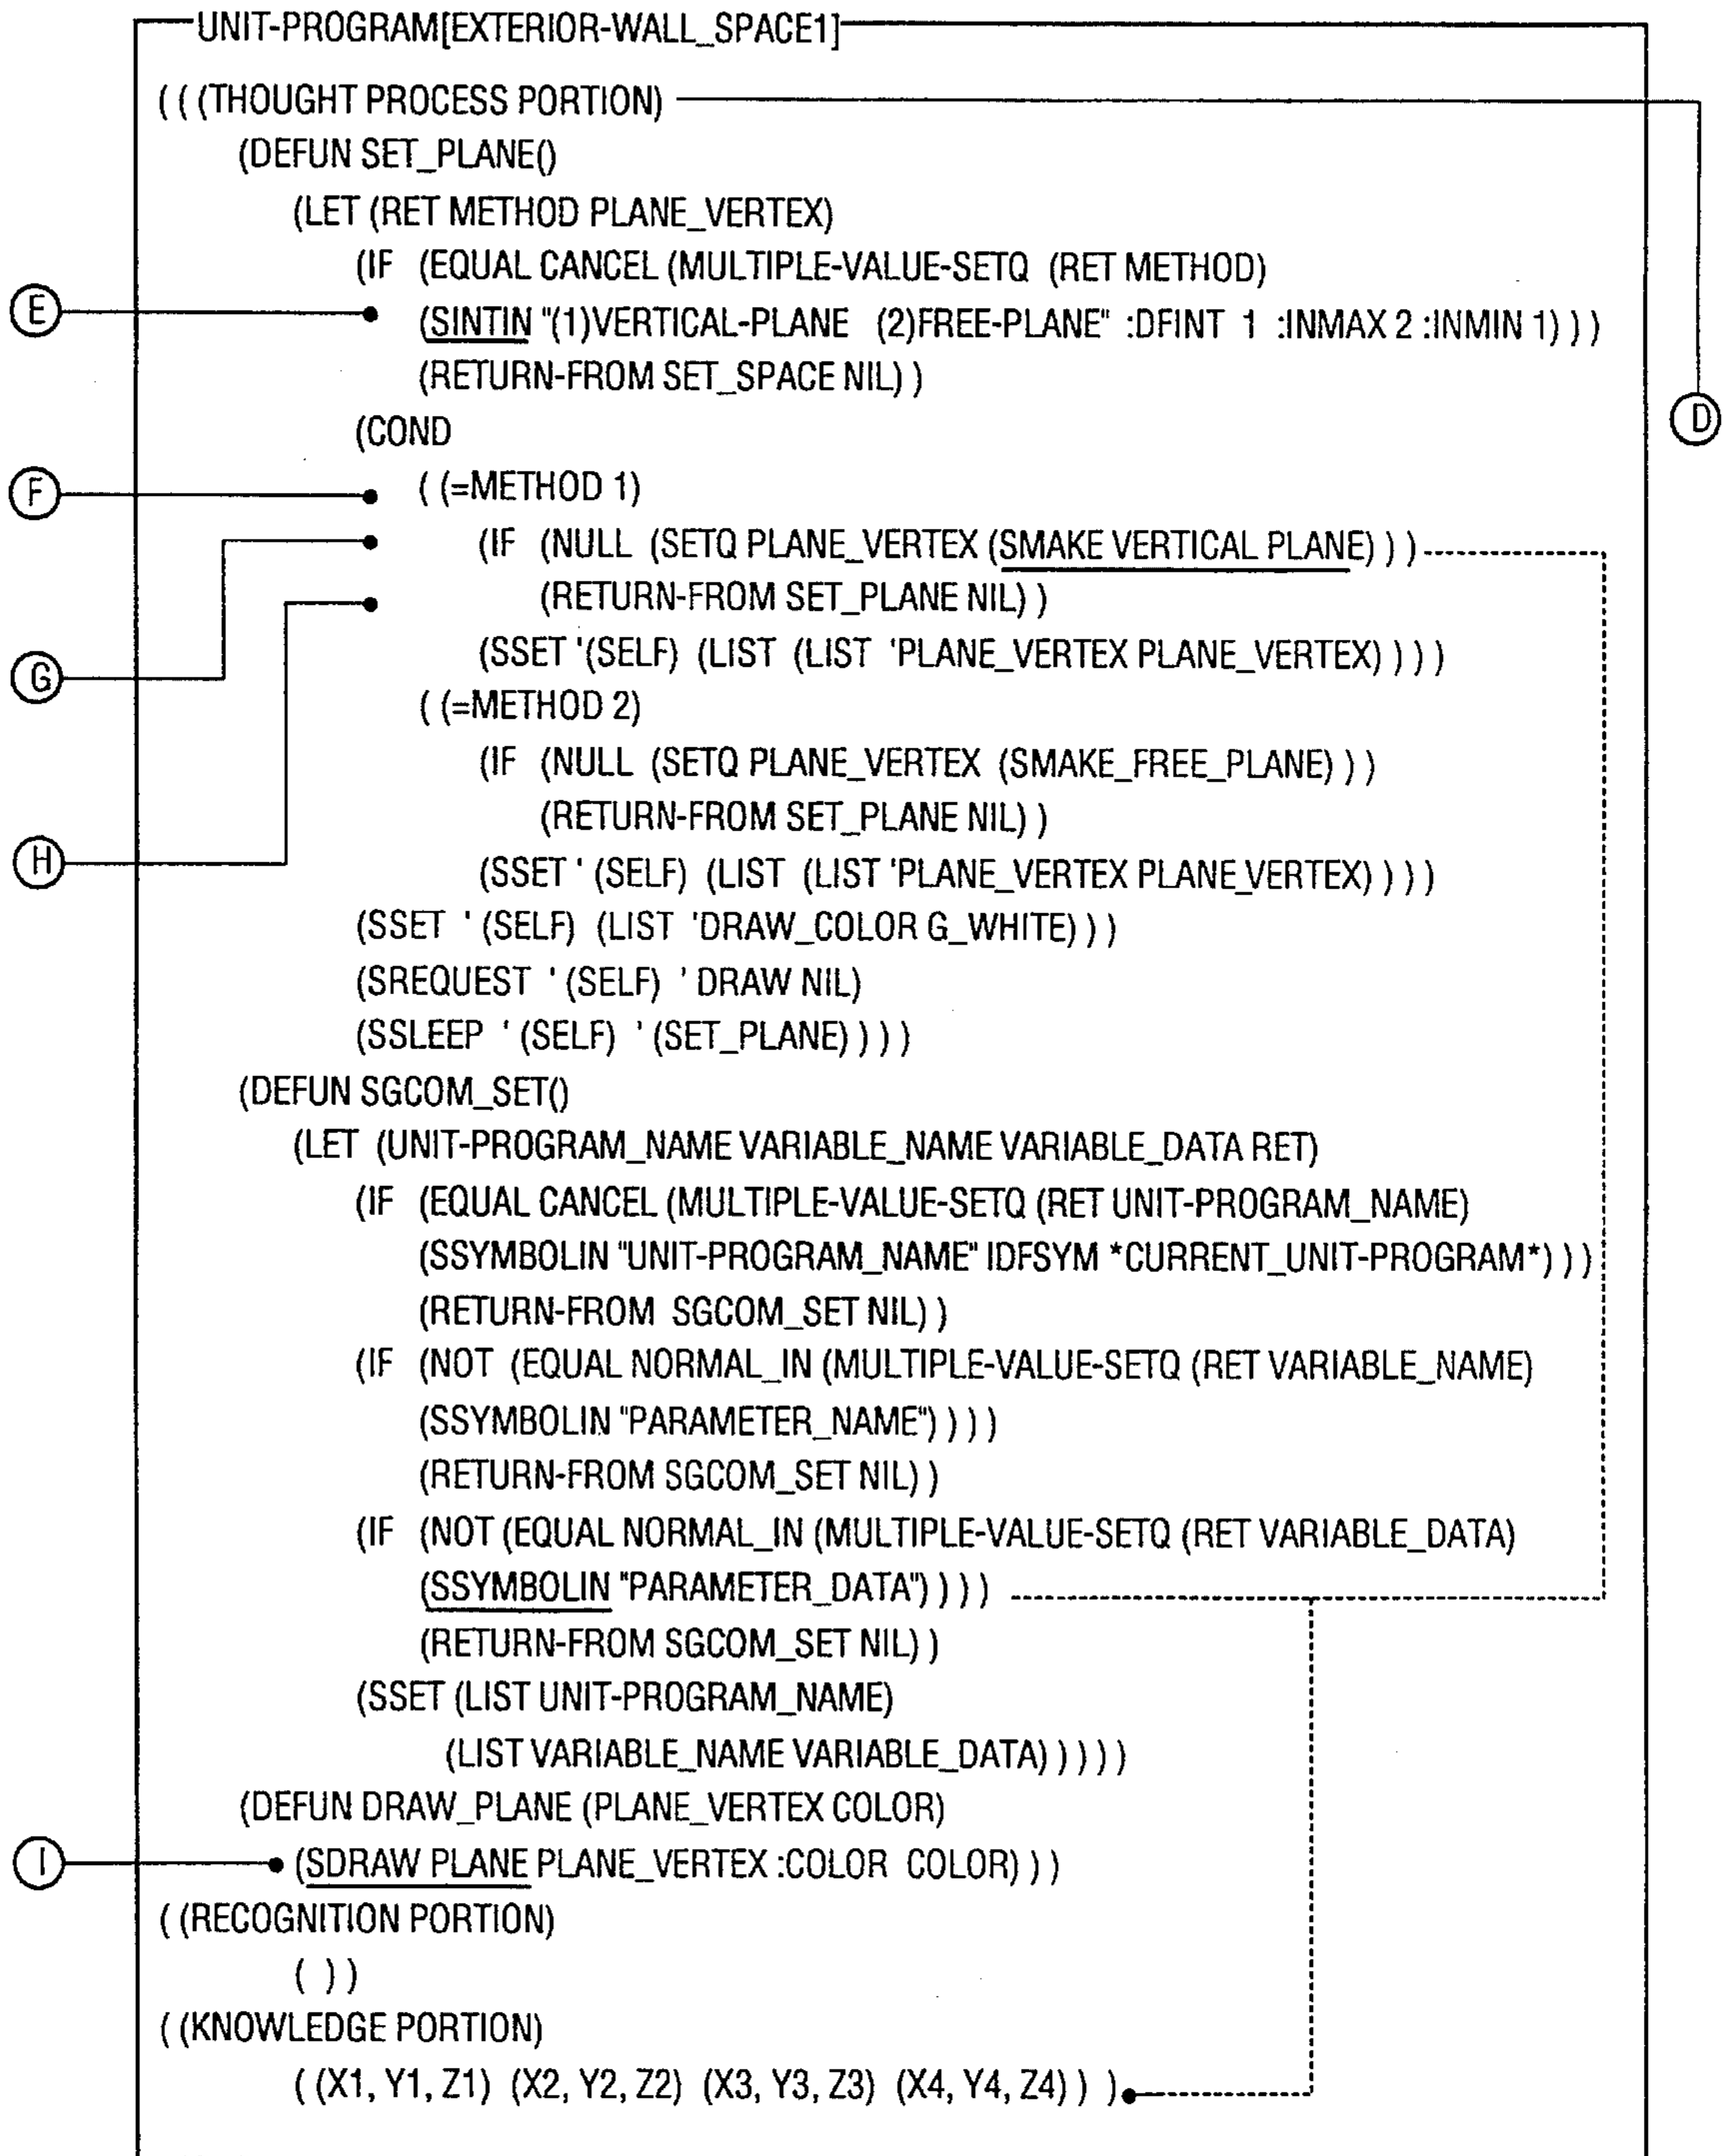 UNIT-PROGRAM[EXTERIOR-WALL_SPACE1]
( ( (THOUGHT PROCESS PORTION)
(DEFUN SET_PLANE()
(LET (RET METHOD PLANE_VERTEX)
(IF (EQUAL CANCEL (MULTIPLE-VALUE-SETQ (RET METHOD)
E
(SINTIN "(1)VERTICAL-PLANE (2)FREE-PLANE" :DFINT 1 :INMAX 2 :INMIN 1) ) )
(RETURN-FROM SET_SPACE NIL) )
(COND
D
F
( (=METHOD 1)
(IF (NULL (SETQ PLANE_VERTEX (SMAKE VERTICAL PLANE) ) )
(RETURN-FROM SET_PLANE NIL) )
(SSET '(SELF) (LIST (LIST 'PLANE_VERTEX PLANE_VERTEX) ) ) )
G
( (=METHOD 2)
(IF (NULL (SETQ PLANE_VERTEX (SMAKE_FREE_PLANE) ) )
(RETURN-FROM SET_PLANE NIL) )
H
(SSET ' (SELF) (LIST (LIST 'PLANE_VERTEX PLANE_VERTEX) ) ) )
(SSET ' (SELF) (LIST 'DRAW_COLOR G_WHITE) ) )
(SREQUEST ' (SELF) ' DRAW NIL)
(SSLEEP ' (SELF) ' (SET_PLANE) ) ) )
(DEFUN SGCOM_SET()
(LET (UNIT-PROGRAM_NAME VARIABLE_NAME VARIABLE_DATA RET)
(IF (EQUAL CANCEL (MULTIPLE-VALUE-SETQ (RET UNIT-PROGRAM_NAME)
(SSYMBOLIN "UNIT-PROGRAM_NAME" IDFSYM *CURRENT_UNIT-PROGRAM*) ) )
(RETURN-FROM SGCOM_SET NIL) )
(IF (NOT (EQUAL NORMAL_IN (MULTIPLE-VALUE-SETQ (RET VARIABLE_NAME)
(SSYMBOLIN "PARAMETER_NAME") ) ) )
(RETURN-FROM SGCOM_SET NIL) )
(IF (NOT (EQUAL NORMAL_IN (MULTIPLE-VALUE-SETQ (RET VARIABLE_DATA)
(SSYMBOLIN "PARAMETER_DATA") ) ) )
(RETURN-FROM SGCOM_SET NIL) )
(SSET (LIST UNIT-PROGRAM_NAME)
(LIST VARIABLE_NAME VARIABLE_DATA) ) ) ) )
(DEFUN DRAW_PLANE (PLANE_VERTEX COLOR)
I
(SDRAW PLANE PLANE_VERTEX :COLOR COLOR) ) )
( (RECOGNITION PORTION)
( ) )
( (KNOWLEDGE PORTION)
( (X1, Y1, Z1) (X2, Y2, Z2) (X3, Y3, Z3) (X4, Y4, Z4) ) )